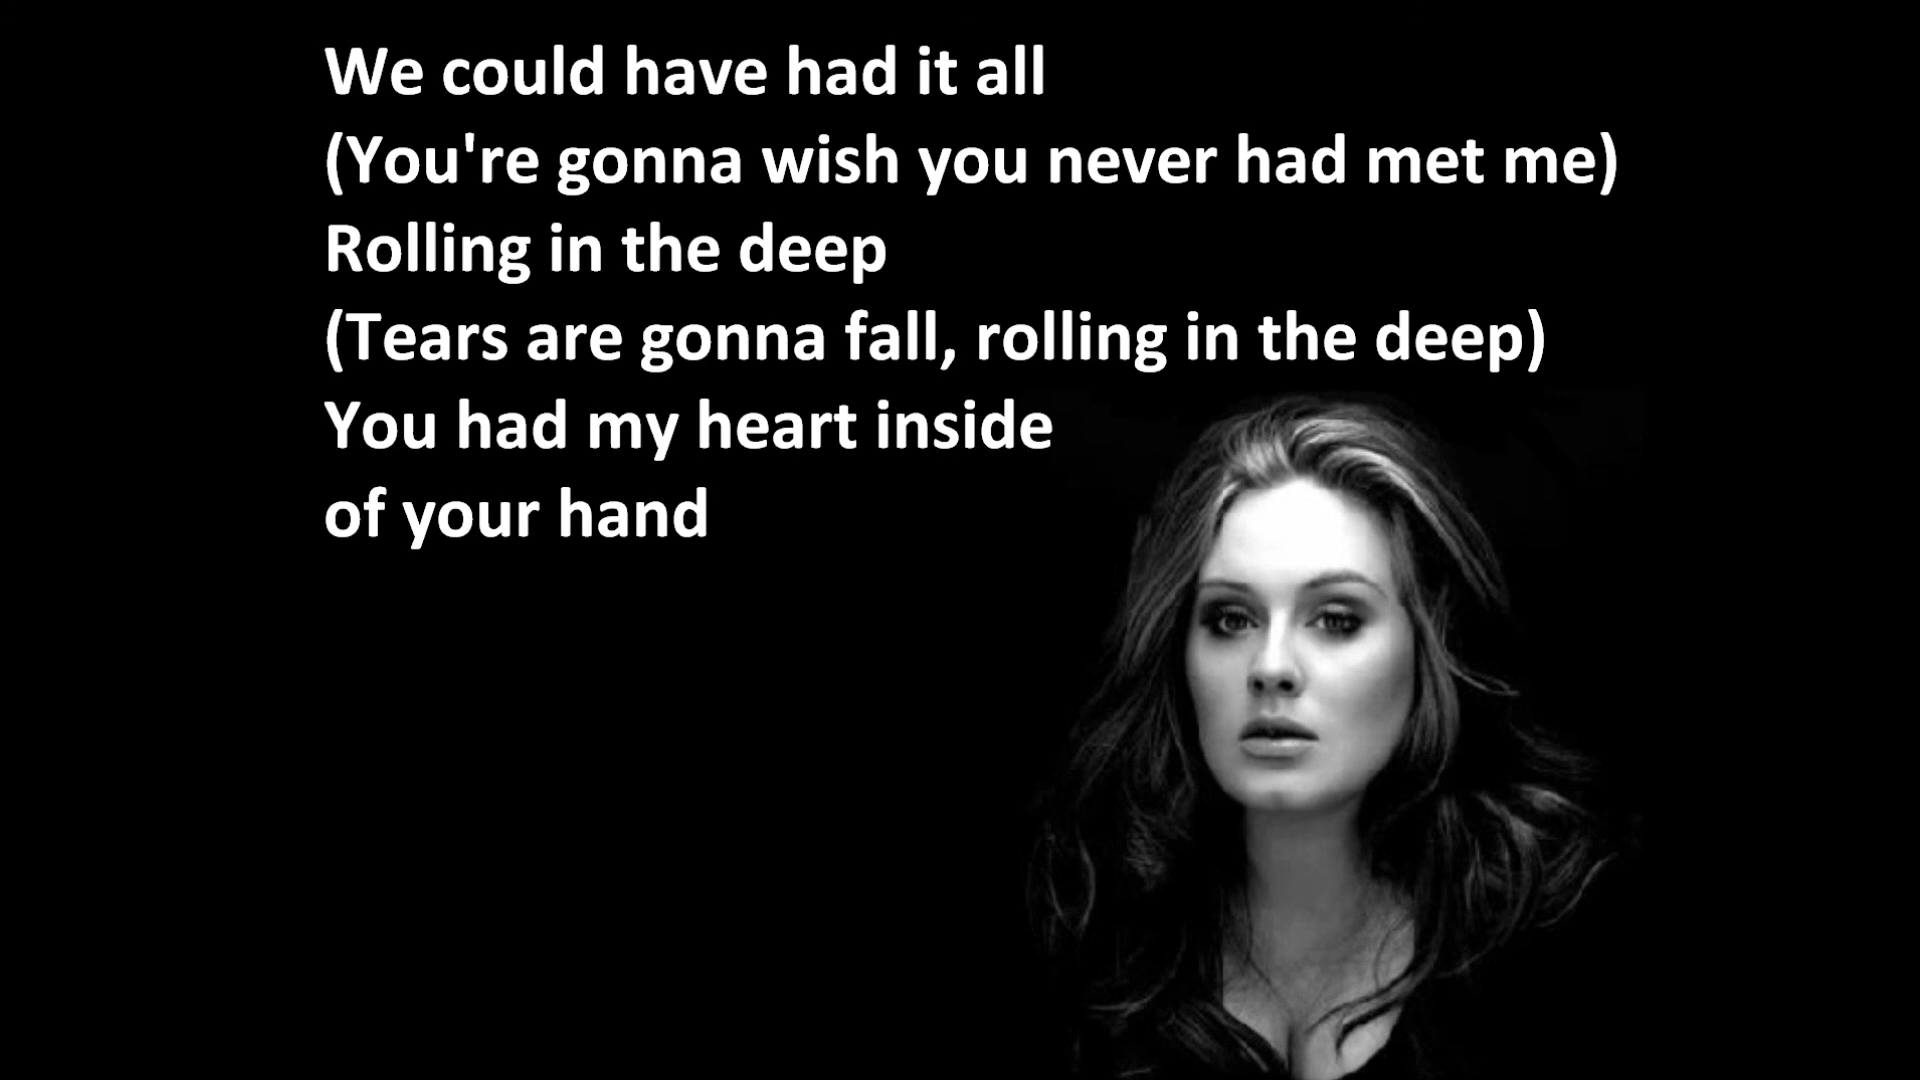 We could have had it all
(You're gonna wish you never had met me)
Rolling in the deep
(Tears are gonna fall, rolling in the deep)
You had my heart inside
of your hand